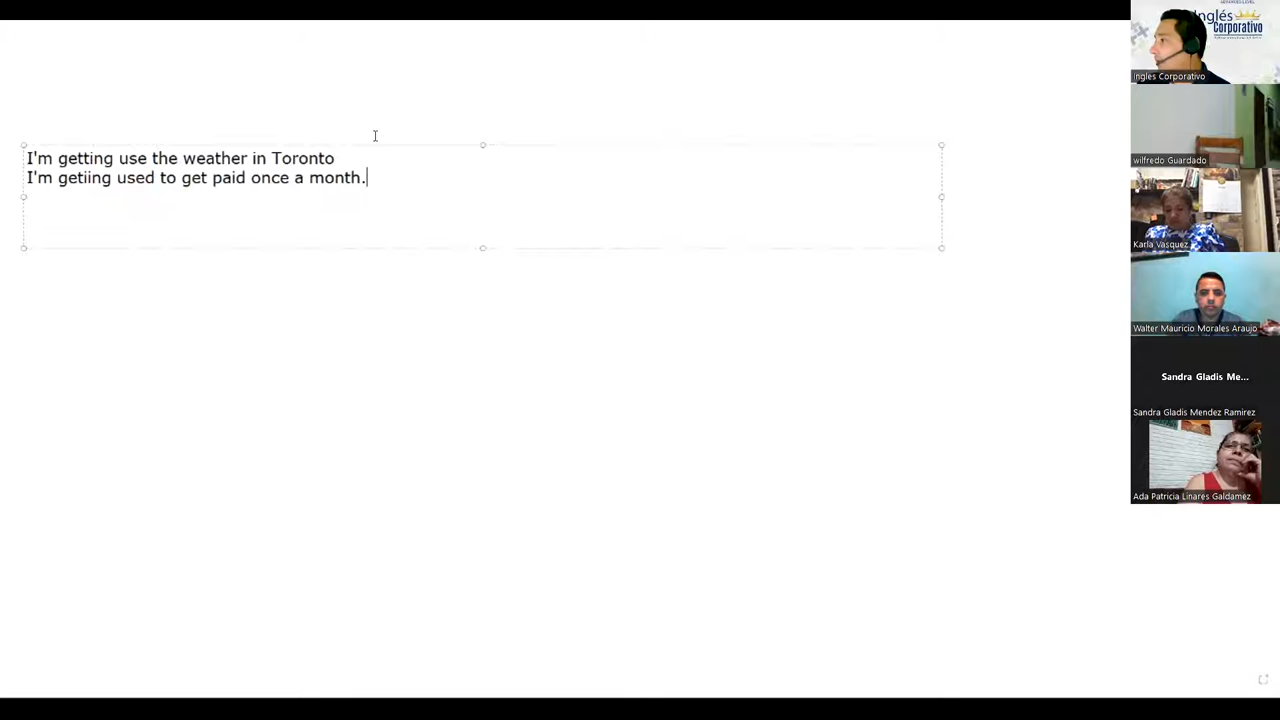 I'm getting use the weather in Toronto
I'm getiing used to get paid once a month.
Inglés
Corporativo
Ingles Corporativo
wilfredo Guardado
Karla Vasquez
Walter Mauricio Morales Araujo
Sandra Gladis Me...
Sandra Gladis Mendez Ramirez
Ada Patricia Linares Galdamez